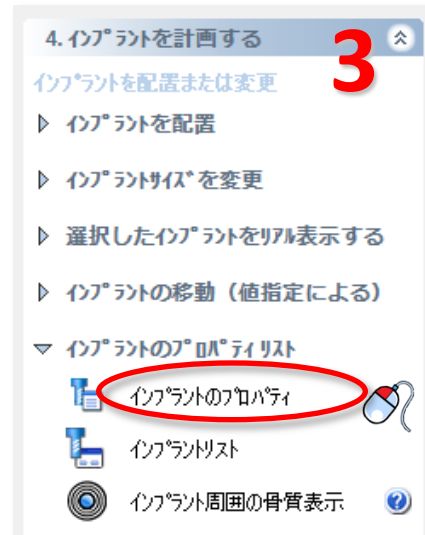 4. ｲﾝﾌﾟﾗﾝﾄを計画する
3
ｲﾝﾌﾟﾗﾝﾄを配置または変更
ｲﾝﾌﾟﾗﾝﾄを配置
ｲﾝﾌﾟﾗﾝﾄｻｲｽﾞを変更
選択したｲﾝﾌﾟﾗﾝﾄをﾘｱﾙ表示する
ｲﾝﾌﾟﾗﾝﾄの移動（値指定による）
ｲﾝﾌﾟﾗﾝﾄのﾌﾟﾛﾊﾟﾃｨ ﾘｽﾄ
ｲﾝﾌﾟﾗﾝﾄのﾌﾟﾛﾊﾟﾃｨ
ｲﾝﾌﾟﾗﾝﾄﾘｽﾄ
ｲﾝﾌﾟﾗﾝﾄ周囲の骨質表示 ?